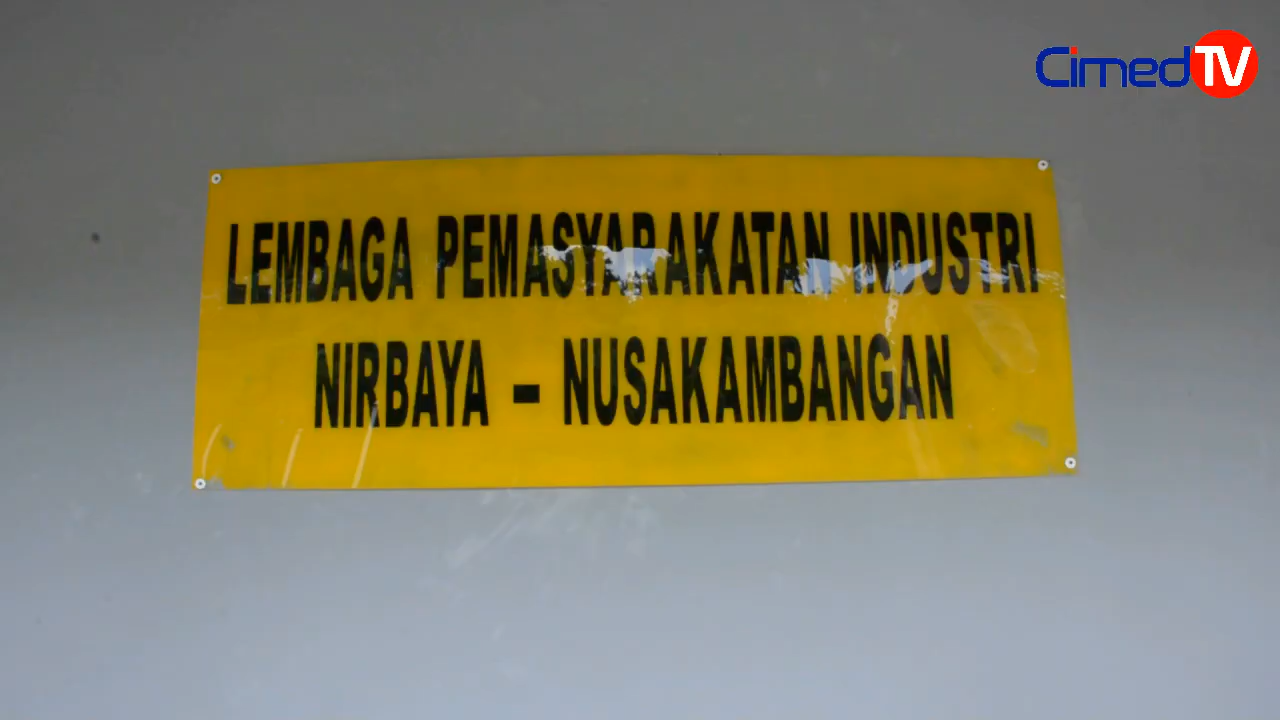 CimedTV
LEMBAGA PEMASYARAKATAN INDUSTRI
NIRBAYA - NUSAKAMBANGAN